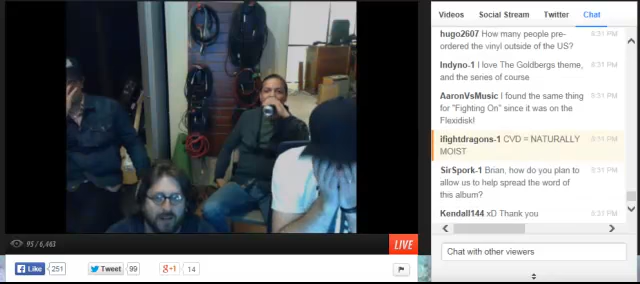 Videos Social Stream Twitter Chat
hugo2607 How many people pre- 8:31 PM
ordered the vinyl outside of the US?
Indyno-1 I love The Goldbergs theme, 8:31 PM
and the series of course
AaronVsMusic I found the same thing 8:31 PM
for "Fighting On" since it was on the
Flexidisk!
ifightdragons-1 CVD = NATURALLY 8:31 PM
MOIST
SirSpork-1 Brian, how do you plan to 8:31 PM
allow us to help spread the word of
this album?
Kendall144 xD Thank you 8:31 PM
95 / 6,463 LIVE
Like 251 Tweet 99 g+1 14
Chat with other viewers